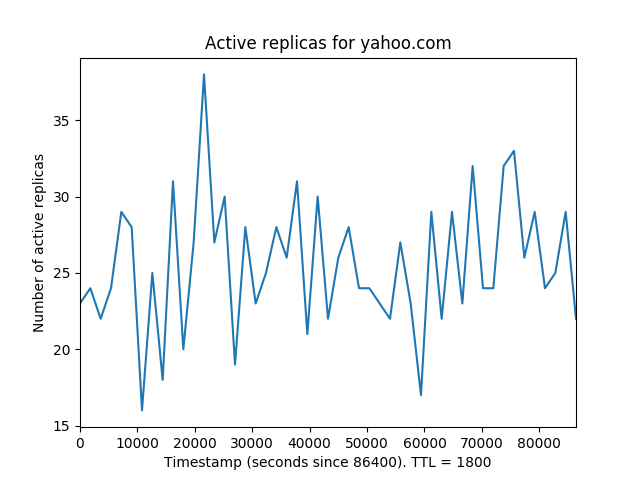 Active replicas for yahoo.com
Number of active replicas
35
30
25
20
15
0 10000 20000 30000 40000 50000 60000 70000 80000
Timestamp (seconds since 86400). TTL = 1800